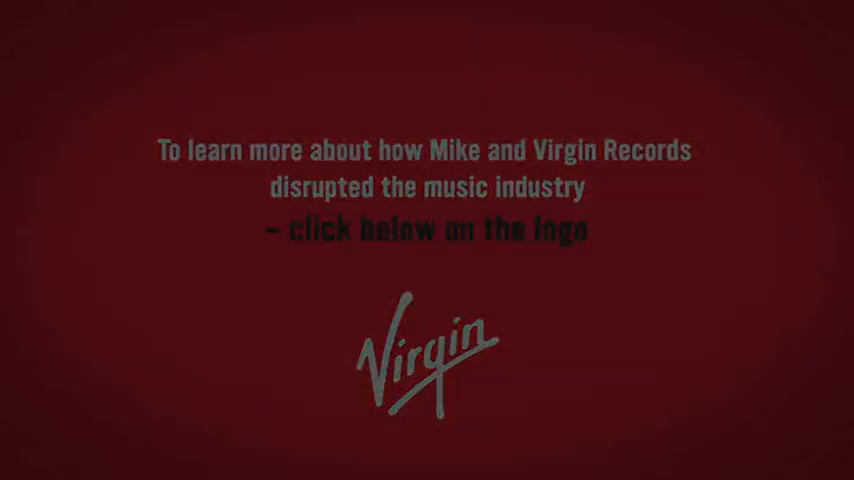 To learn more about how Mike and Virgin Records
disrupted the music industry
– click below on the logo
Virgin